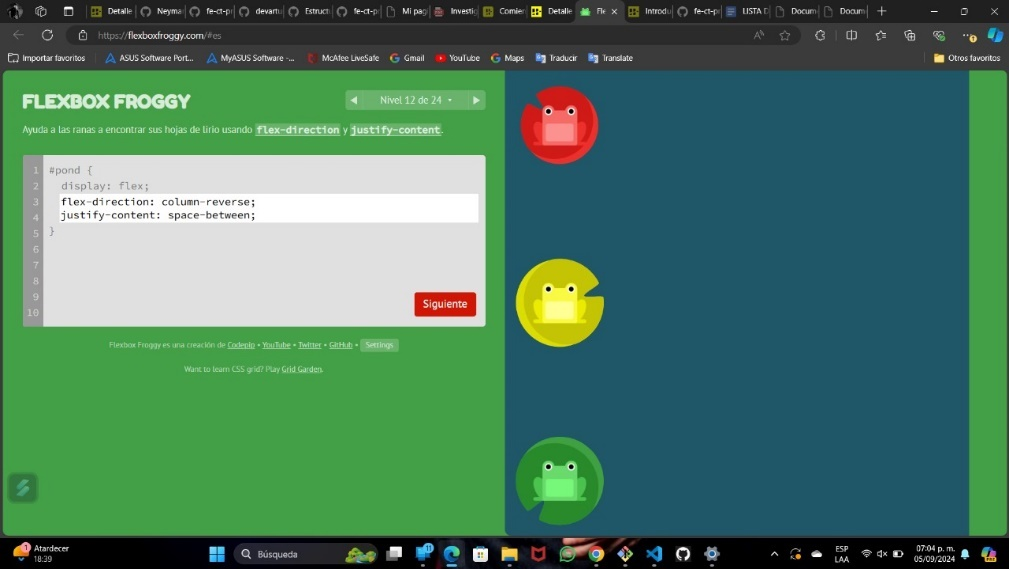 Detalle
Neyma
fe-ct-p
devartu
Estruct
fe-ct-p
Mi pag
Investig
Comier
Detalle
Fle
Introdu
fe-ct-p
LISTA D
Docum
Docum
https://flexboxfroggy.com/#es
Importar favoritos
ASUS Software Port...
MyASUS Software -...
McAfee LiveSafe
Gmail
YouTube
Maps
Traducir
Translate
Otros favoritos
FLEXBOX FROGGY
Nivel 12 de 24
Ayuda a las ranas a encontrar sus hojas de lirio usando flex-direction y justify-content.
1 #pond {
2 display: flex;
3 flex-direction: column-reverse;
4 justify-content: space-between;
5 }
6
7
8
9
10
Siguiente
Flexbox Froggy es una creación de Codepip • YouTube • Twitter • GitHub • Settings
Want to learn CSS grid? Play Grid Garden.
1
Atardecer
18:39
Búsqueda
ESP
LAA
07:04 p. m.
05/09/2024